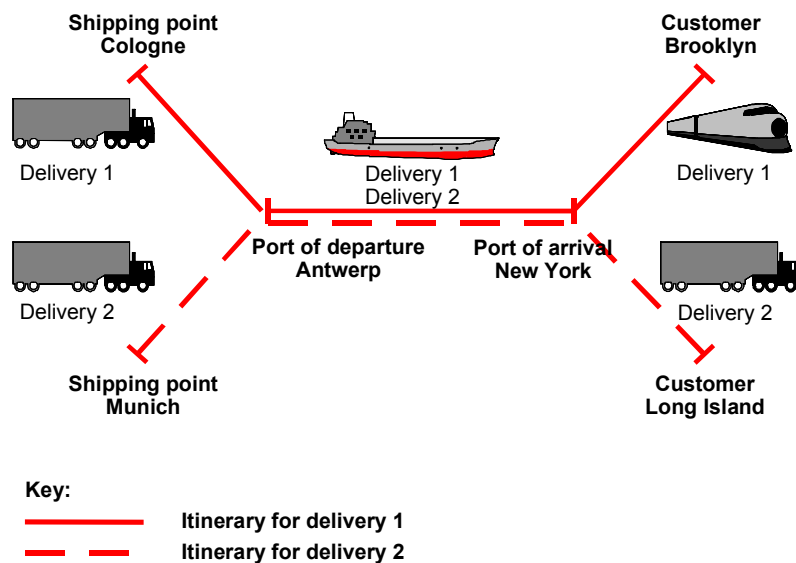 Shipping point
Cologne
Customer
Brooklyn
Delivery 1
Delivery 1
Delivery 2
Delivery 1
Port of departure
Antwerp
Port of arrival
New York
Delivery 2
Delivery 2
Shipping point
Munich
Customer
Long Island
Key:
Itinerary for delivery 1
Itinerary for delivery 2